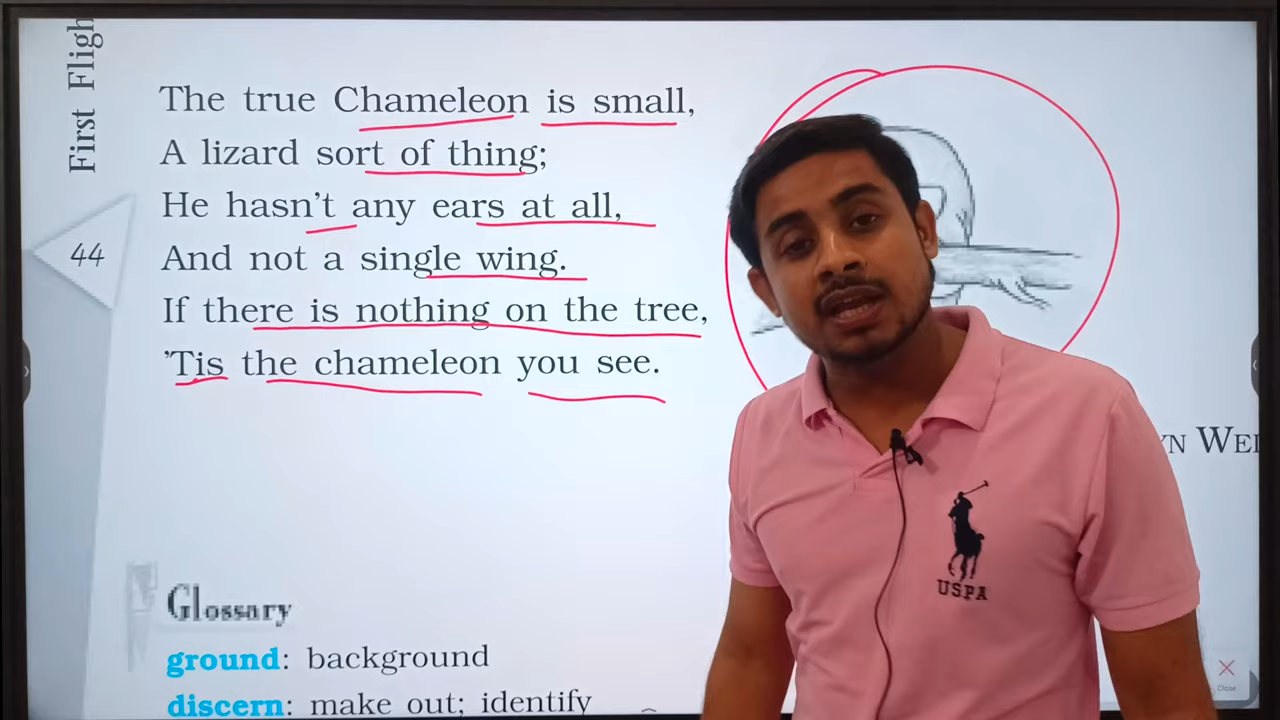 First Fligh
The true Chameleon is small,
A lizard sort of thing;
He hasn't any ears at all,
And not a single wing.
If there is nothing on the tree,
'Tis the chameleon you see.
44
Glossary
ground: background
discern: make out; identify
USPA
Close